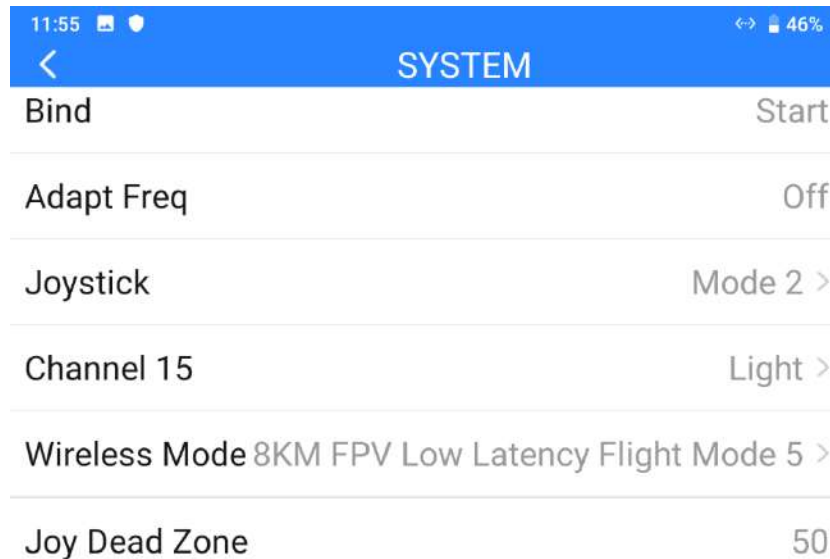 11:55 46%
SYSTEM
Bind Start
Adapt Freq Off
Joystick Mode 2
Channel 15 Light
Wireless Mode 8KM FPV Low Latency Flight Mode 5
Joy Dead Zone 50